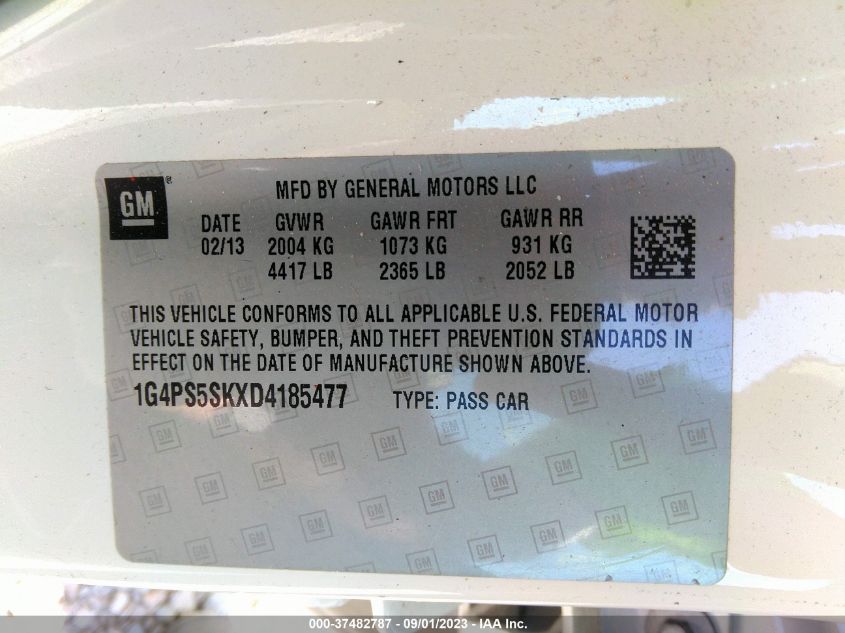 GM ®
MFD BY GENERAL MOTORS LLC
DATE GVWR GAWR FRT GAWR RR
02/13 2004 KG 1073 KG 931 KG
4417 LB 2365 LB 2052 LB
THIS VEHICLE CONFORMS TO ALL APPLICABLE U.S. FEDERAL MOTOR
VEHICLE SAFETY, BUMPER, AND THEFT PREVENTION STANDARDS IN
EFFECT ON THE DATE OF MANUFACTURE SHOWN ABOVE.
1G4PS5SKXD4185477 TYPE: PASS CAR
000-37482787 - 09/01/2023 - IAA Inc.